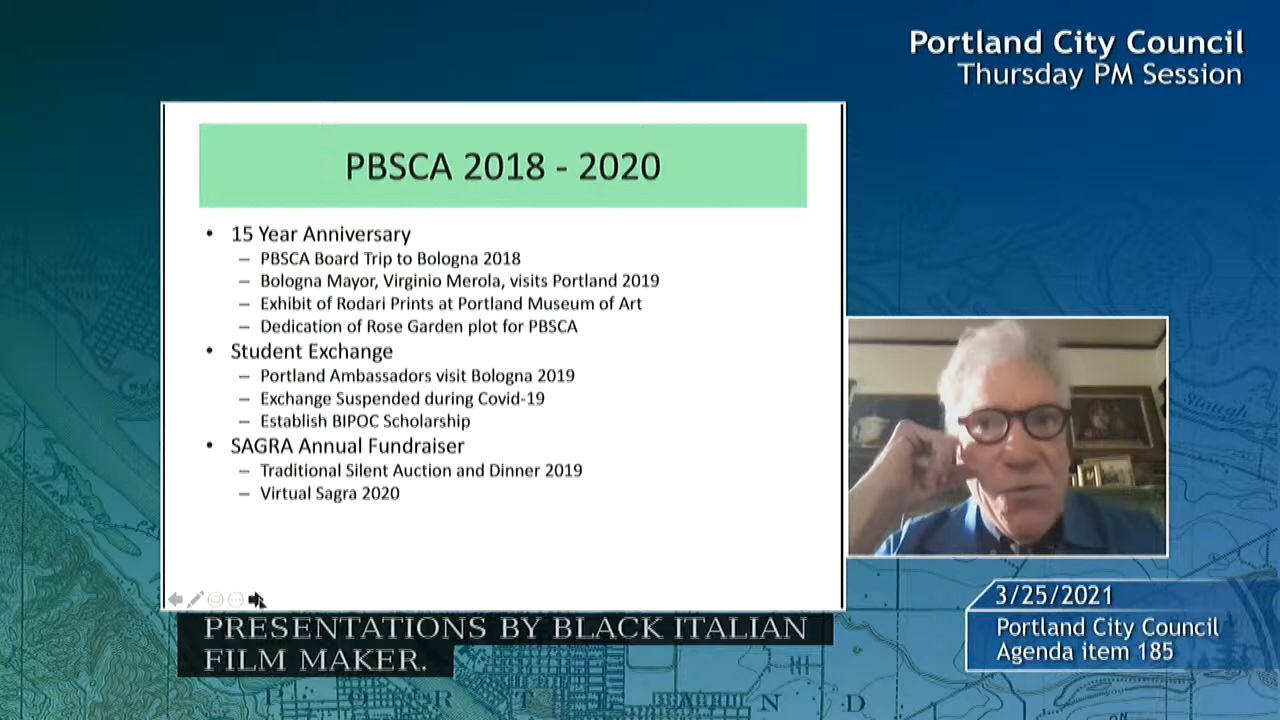 Portland City Council
Thursday PM Session
PBSCA 2018 - 2020
• 15 Year Anniversary
– PBSCA Board Trip to Bologna 2018
– Bologna Mayor, Virginio Merola, visits Portland 2019
– Exhibit of Rodari Prints at Portland Museum of Art
– Dedication of Rose Garden plot for PBSCA
• Student Exchange
– Portland Ambassadors visit Bologna 2019
– Exchange Suspended during Covid-19
– Establish BIPOC Scholarship
• SAGRA Annual Fundraiser
– Traditional Silent Auction and Dinner 2019
– Virtual Sagra 2020
Slough
3/25/2021
Portland City Council
Agenda item 185
PRESENTATIONS BY BLACK ITALIAN
FILM MAKER.
P O R T L A N D